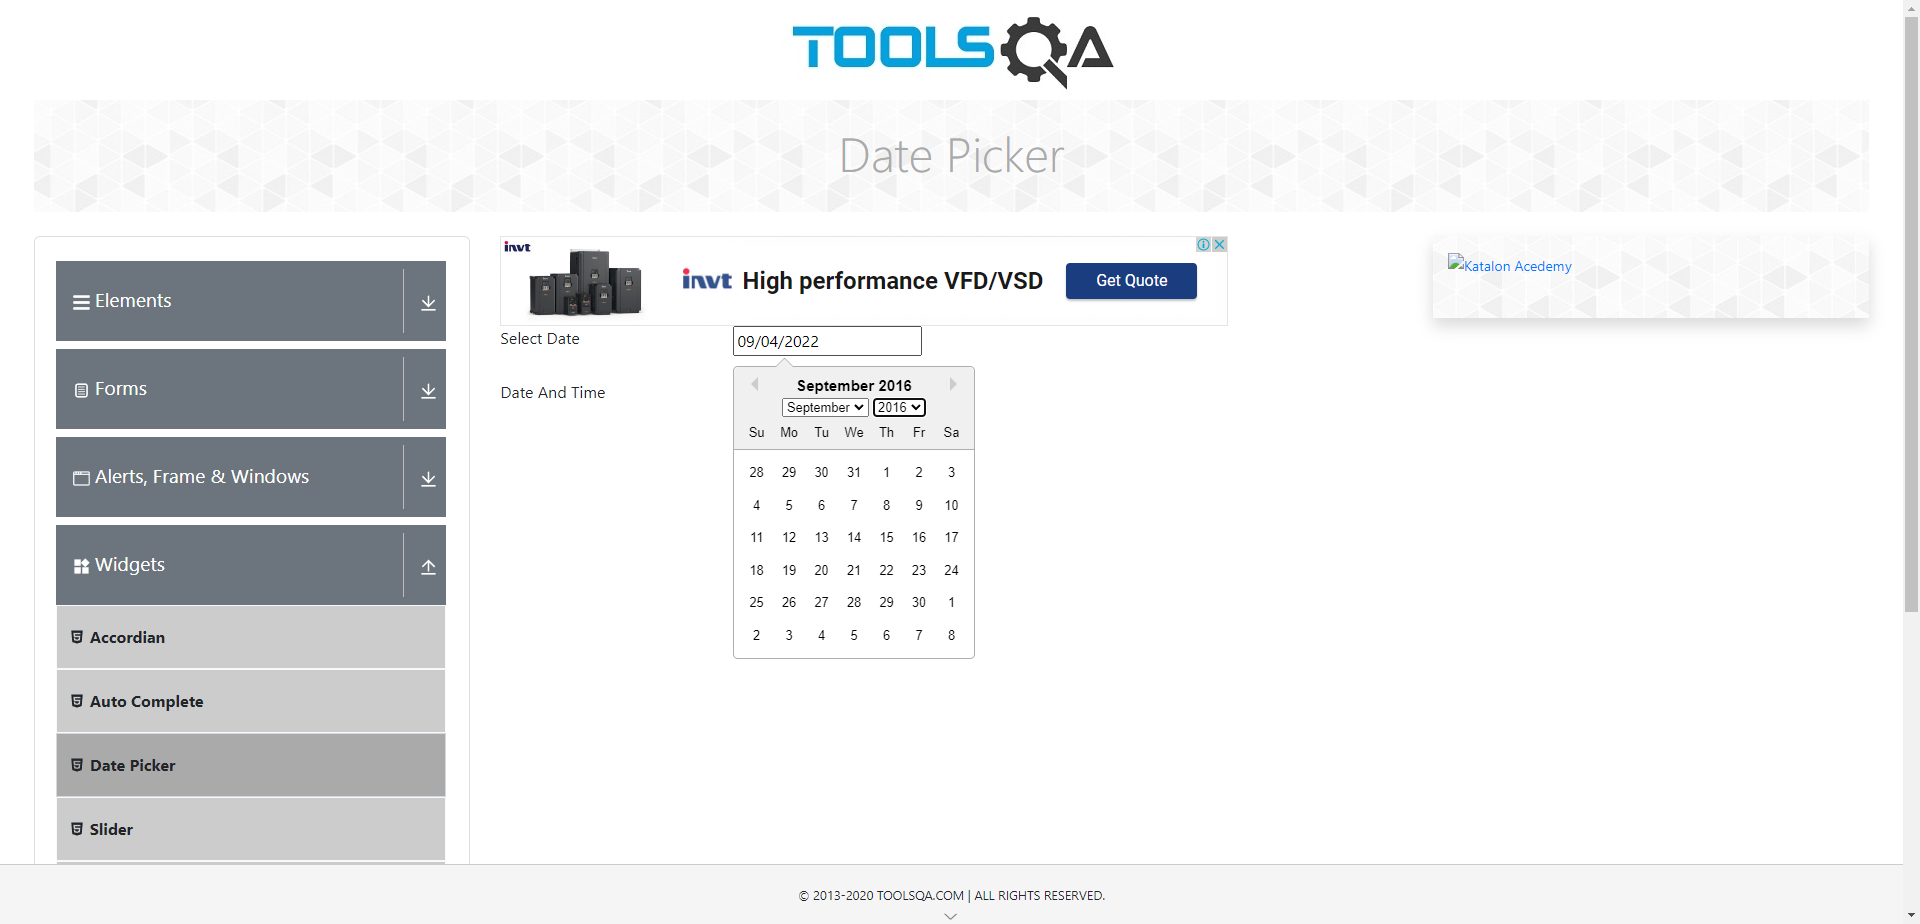 TOOLSQA
Date Picker
Elements
Forms
Alerts, Frame & Windows
Widgets
Accordian
Auto Complete
Date Picker
Slider
invt
invt High performance VFD/VSD Get Quote
Select Date 09/04/2022
Date And Time
September 2016
September 2016
Su Mo Tu We Th Fr Sa
28 29 30 31 1 2 3
4 5 6 7 8 9 10
11 12 13 14 15 16 17
18 19 20 21 22 23 24
25 26 27 28 29 30 1
2 3 4 5 6 7 8
Katalon Acedemy
© 2013-2020 TOOLSQA.COM | ALL RIGHTS RESERVED.